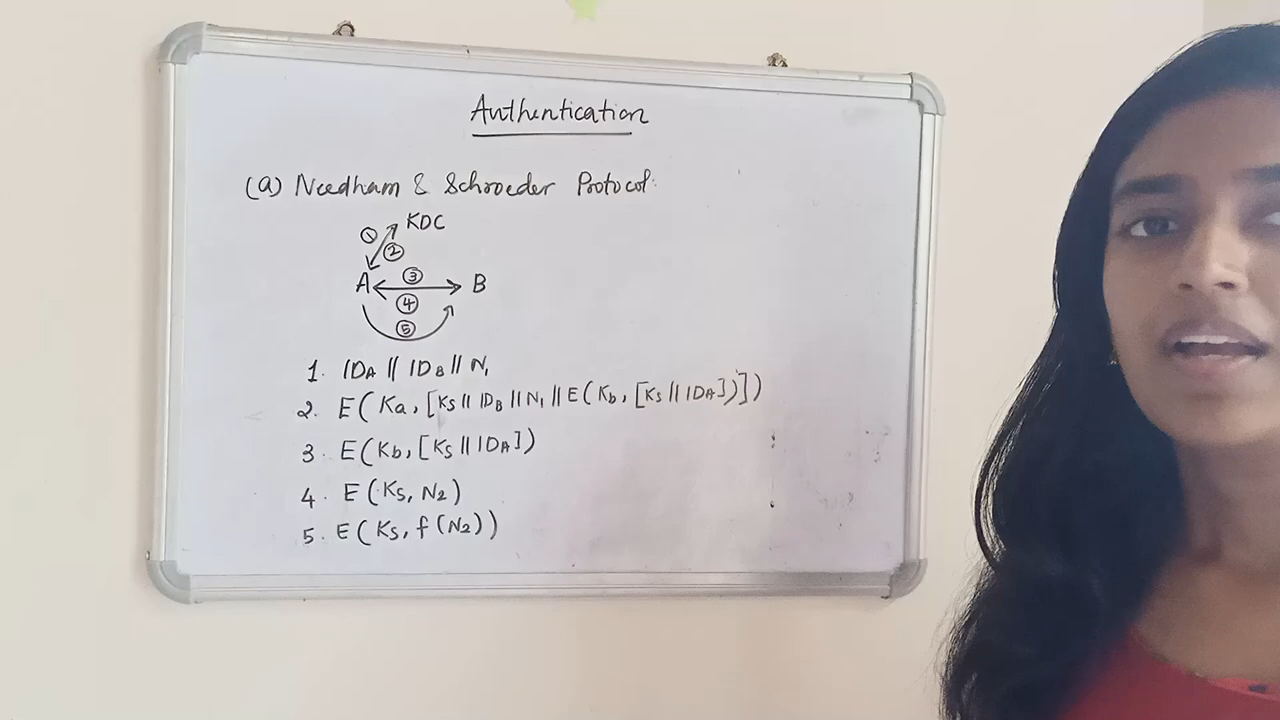 Authentication
(a) Needham & Schroeder Protocol:
KDC
① ②
A ③ B
④
⑤
1. IDA || IDB || N1
2. E(Ka, [Ks || IDB || N1 || E(Kb, [Ks || IDA])])
3. E(Kb, [Ks || IDA])
4. E(Ks, N2)
5. E(Ks, f(N2))